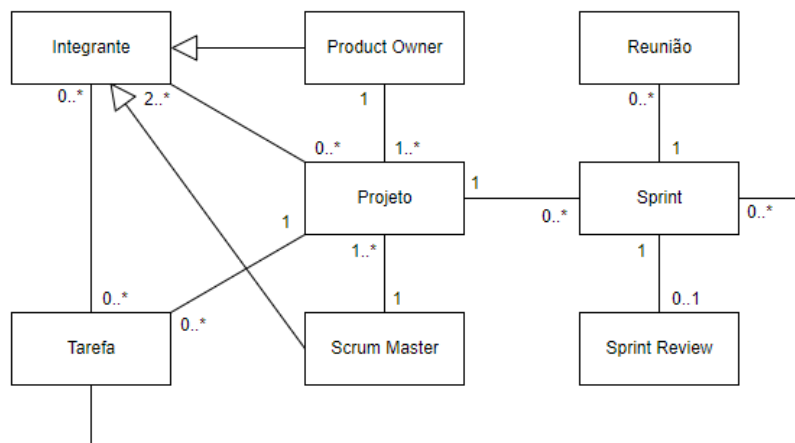 Integrante
Product Owner
Reunião
0..*
2..*
1
0..*
0..*
1..*
1
Projeto
1
0..*
Sprint
0..*
1
1..*
1
0..*
0..*
1
0..1
Tarefa
Scrum Master
Sprint Review